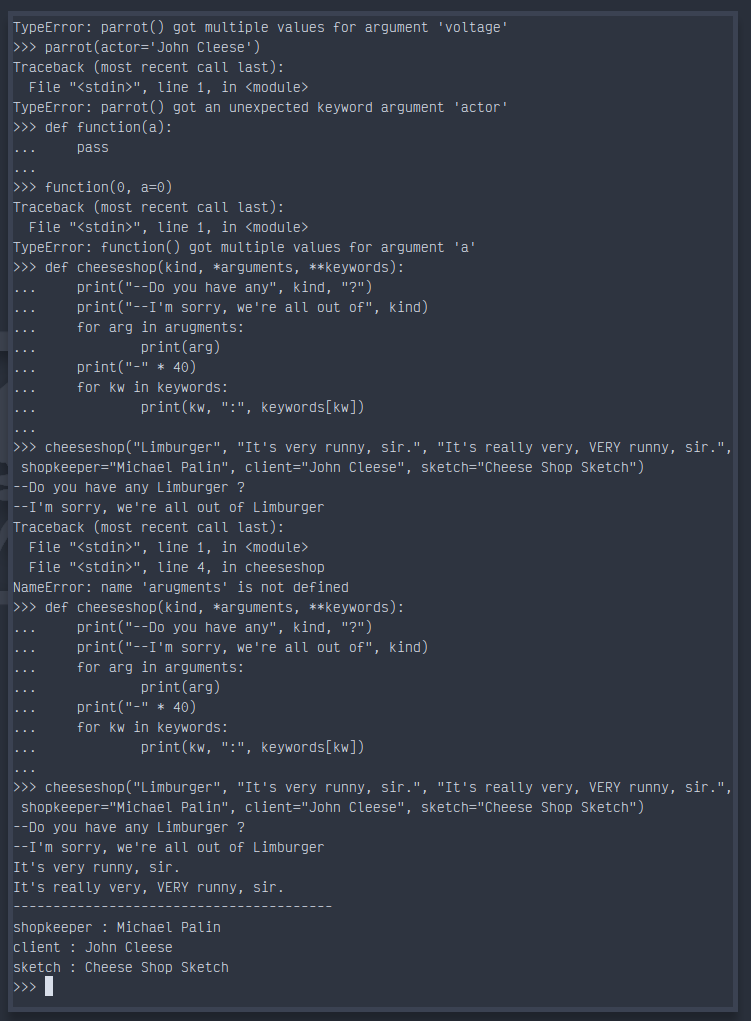 TypeError: parrot() got multiple values for argument 'voltage'
>>> parrot(actor='John Cleese')
Traceback (most recent call last):
  File "<stdin>", line 1, in <module>
TypeError: parrot() got an unexpected keyword argument 'actor'
>>> def function(a):
...     pass
...
>>> function(0, a=0)
Traceback (most recent call last):
  File "<stdin>", line 1, in <module>
TypeError: function() got multiple values for argument 'a'
>>> def cheeseshop(kind, *arguments, **keywords):
...     print("--Do you have any", kind, "?")
...     print("--I'm sorry, we're all out of", kind)
...     for arg in arugments:
...             print(arg)
...     print("-" * 40)
...     for kw in keywords:
...             print(kw, ":", keywords[kw])
...
>>> cheeseshop("Limburger", "It's very runny, sir.", "It's really very, VERY runny, sir.",
 shopkeeper="Michael Palin", client="John Cleese", sketch="Cheese Shop Sketch")
--Do you have any Limburger ?
--I'm sorry, we're all out of Limburger
Traceback (most recent call last):
  File "<stdin>", line 1, in <module>
  File "<stdin>", line 4, in cheeseshop
NameError: name 'arugments' is not defined
>>> def cheeseshop(kind, *arguments, **keywords):
...     print("--Do you have any", kind, "?")
...     print("--I'm sorry, we're all out of", kind)
...     for arg in arguments:
...             print(arg)
...     print("-" * 40)
...     for kw in keywords:
...             print(kw, ":", keywords[kw])
...
>>> cheeseshop("Limburger", "It's very runny, sir.", "It's really very, VERY runny, sir.",
 shopkeeper="Michael Palin", client="John Cleese", sketch="Cheese Shop Sketch")
--Do you have any Limburger ?
--I'm sorry, we're all out of Limburger
It's very runny, sir.
It's really very, VERY runny, sir.
----------------------------------------
shopkeeper : Michael Palin
client : John Cleese
sketch : Cheese Shop Sketch
>>>